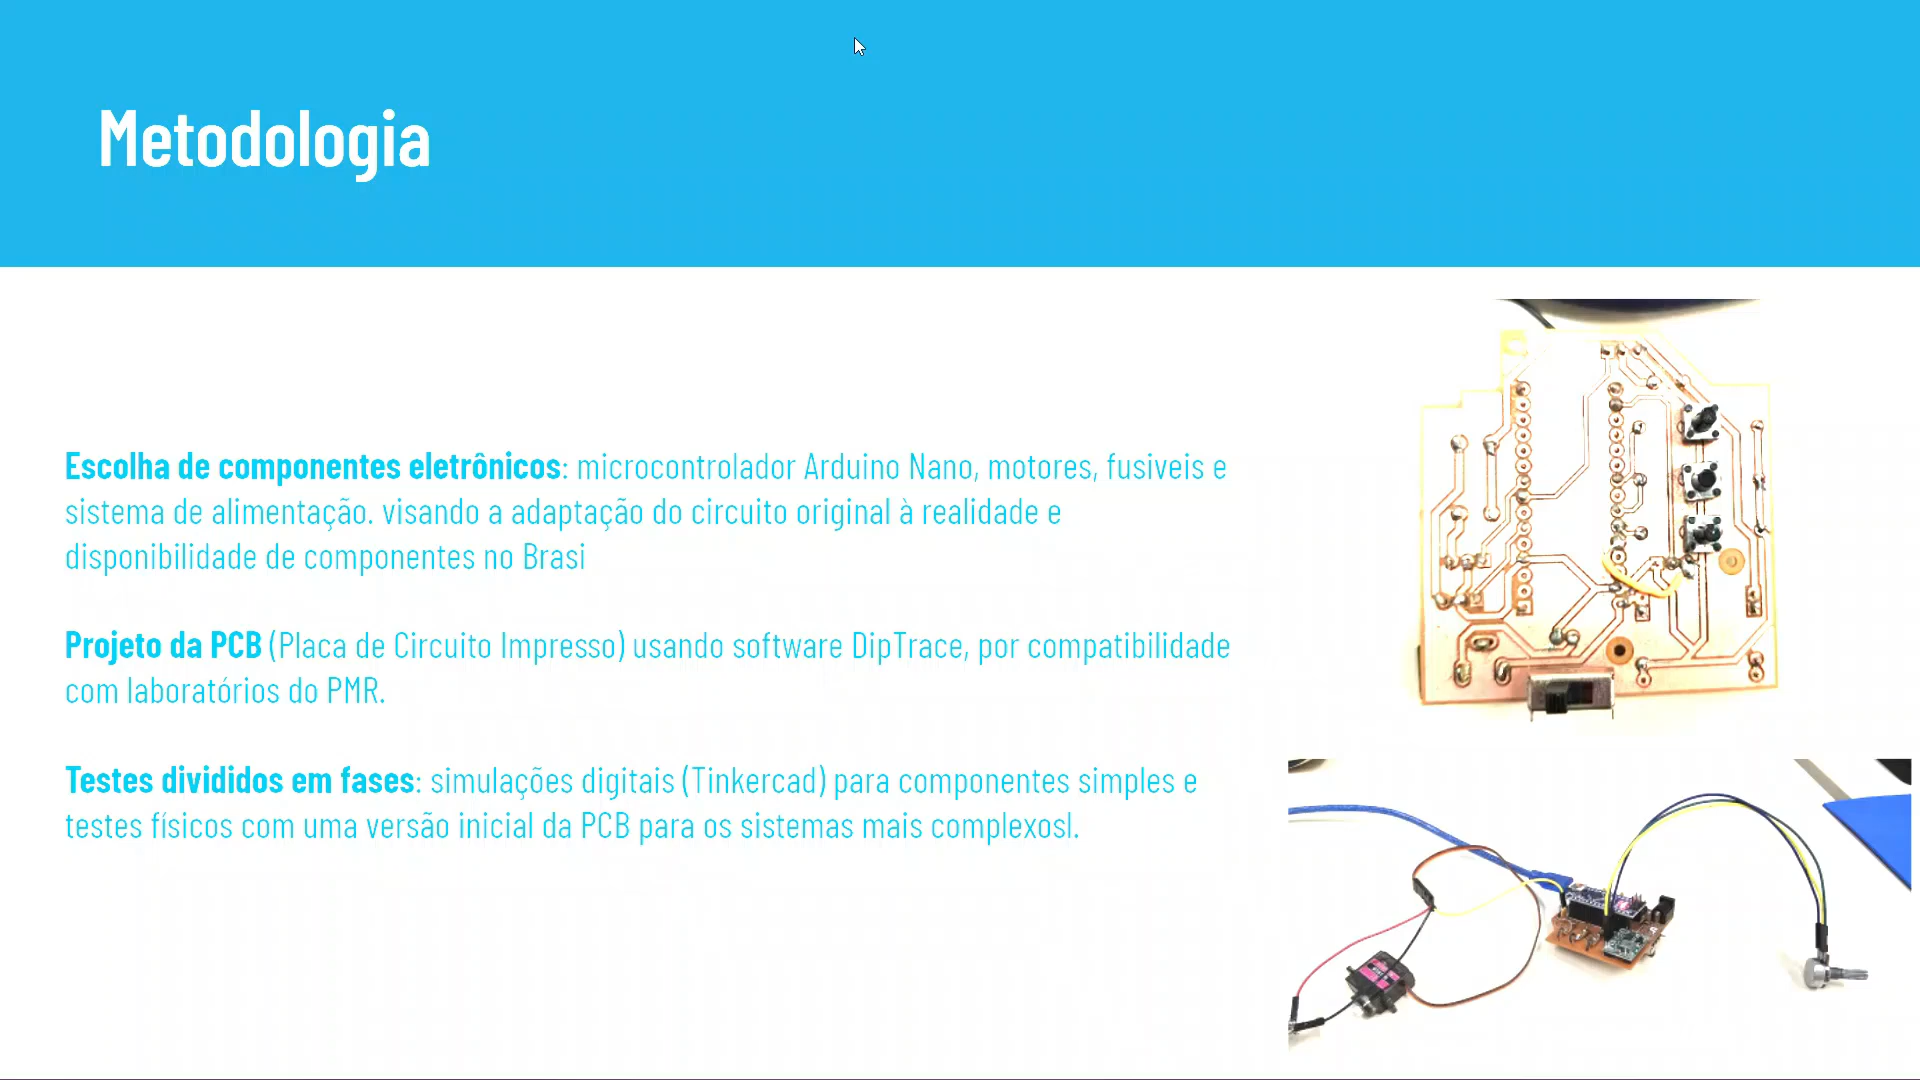 Metodologia
Escolha de componentes eletrônicos: microcontrolador Arduino Nano, motores, fusiveis e
sistema de alimentação. visando a adaptação do circuito original à realidade e
disponibilidade de componentes no Brasi
Projeto da PCB (Placa de Circuito Impresso) usando software DipTrace, por compatibilidade
com laboratórios do PMR.
Testes divididos em fases: simulações digitais (Tinkercad) para componentes simples e
testes físicos com uma versão inicial da PCB para os sistemas mais complexosl.